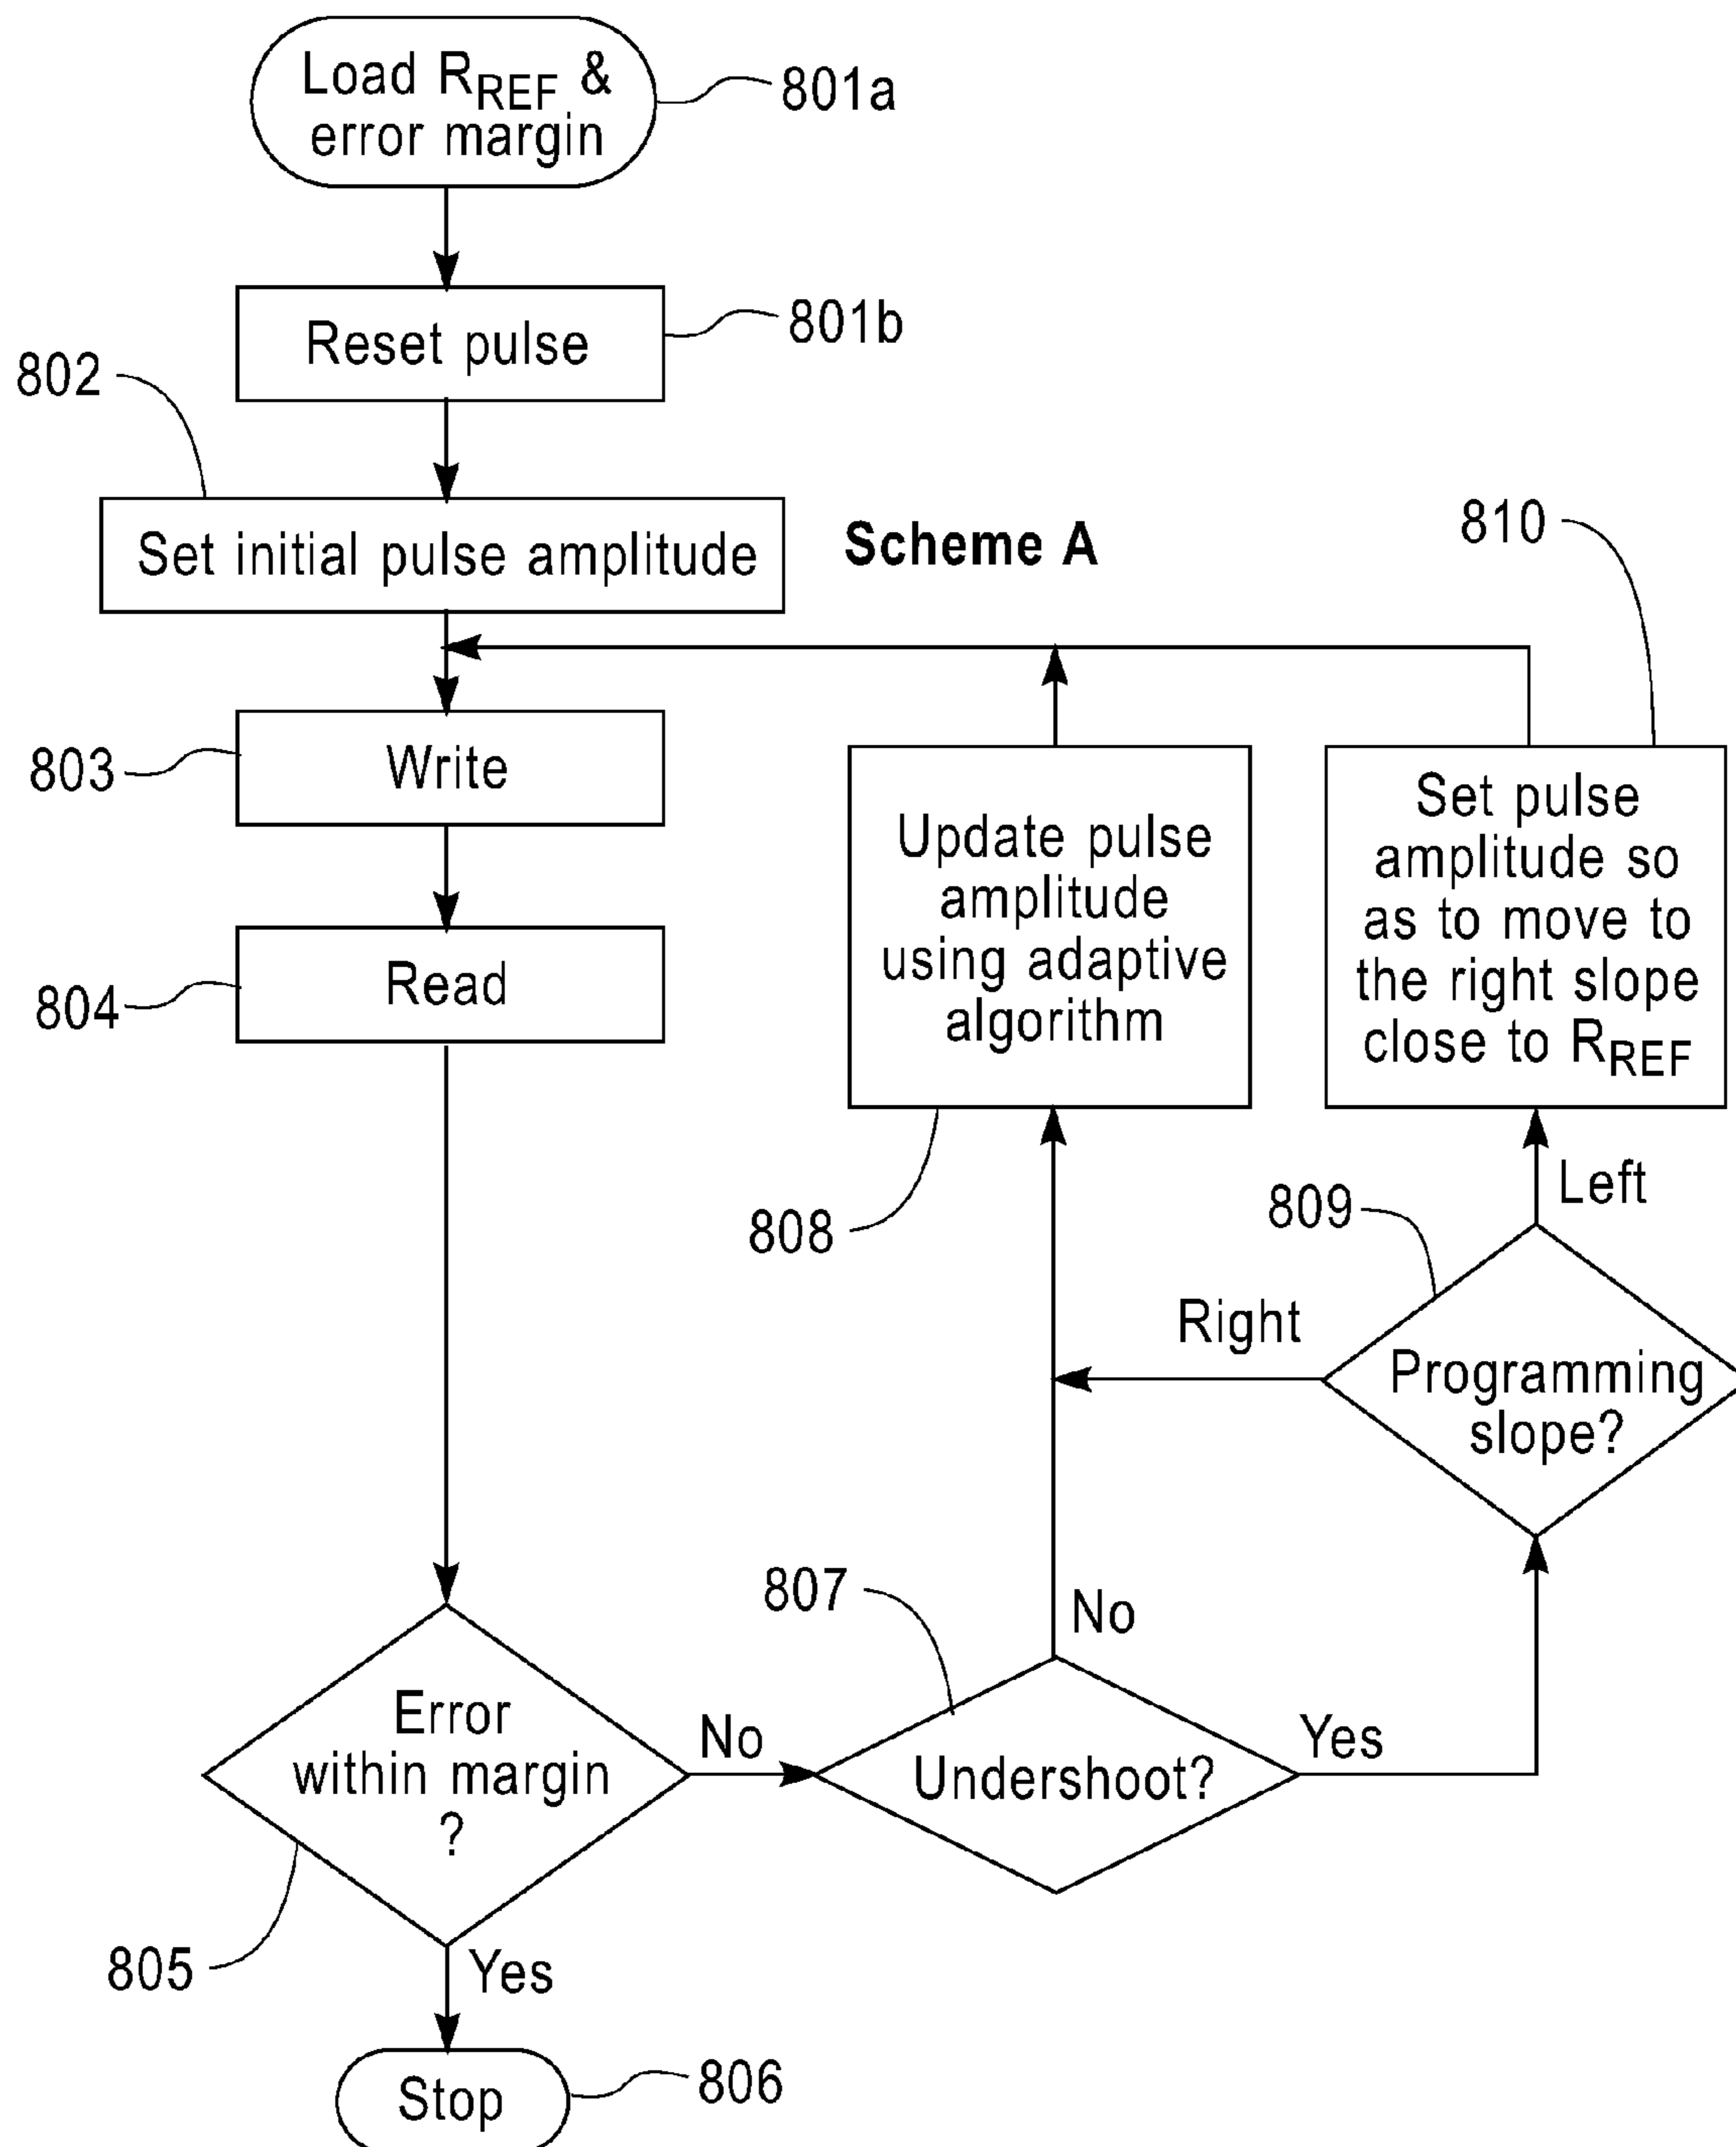 Load RREF &
error margin
801a
Reset pulse
801b
802
Set initial pulse amplitude
Scheme A
810
803
Write
804
Read
Update pulse
amplitude
using adaptive
algorithm
808
Set pulse
amplitude so
as to move to
the right slope
close to RREF
Left
809
Right
Programming
slope?
807
No
Error
within margin
?
No
Undershoot?
Yes
805
Yes
Stop
806